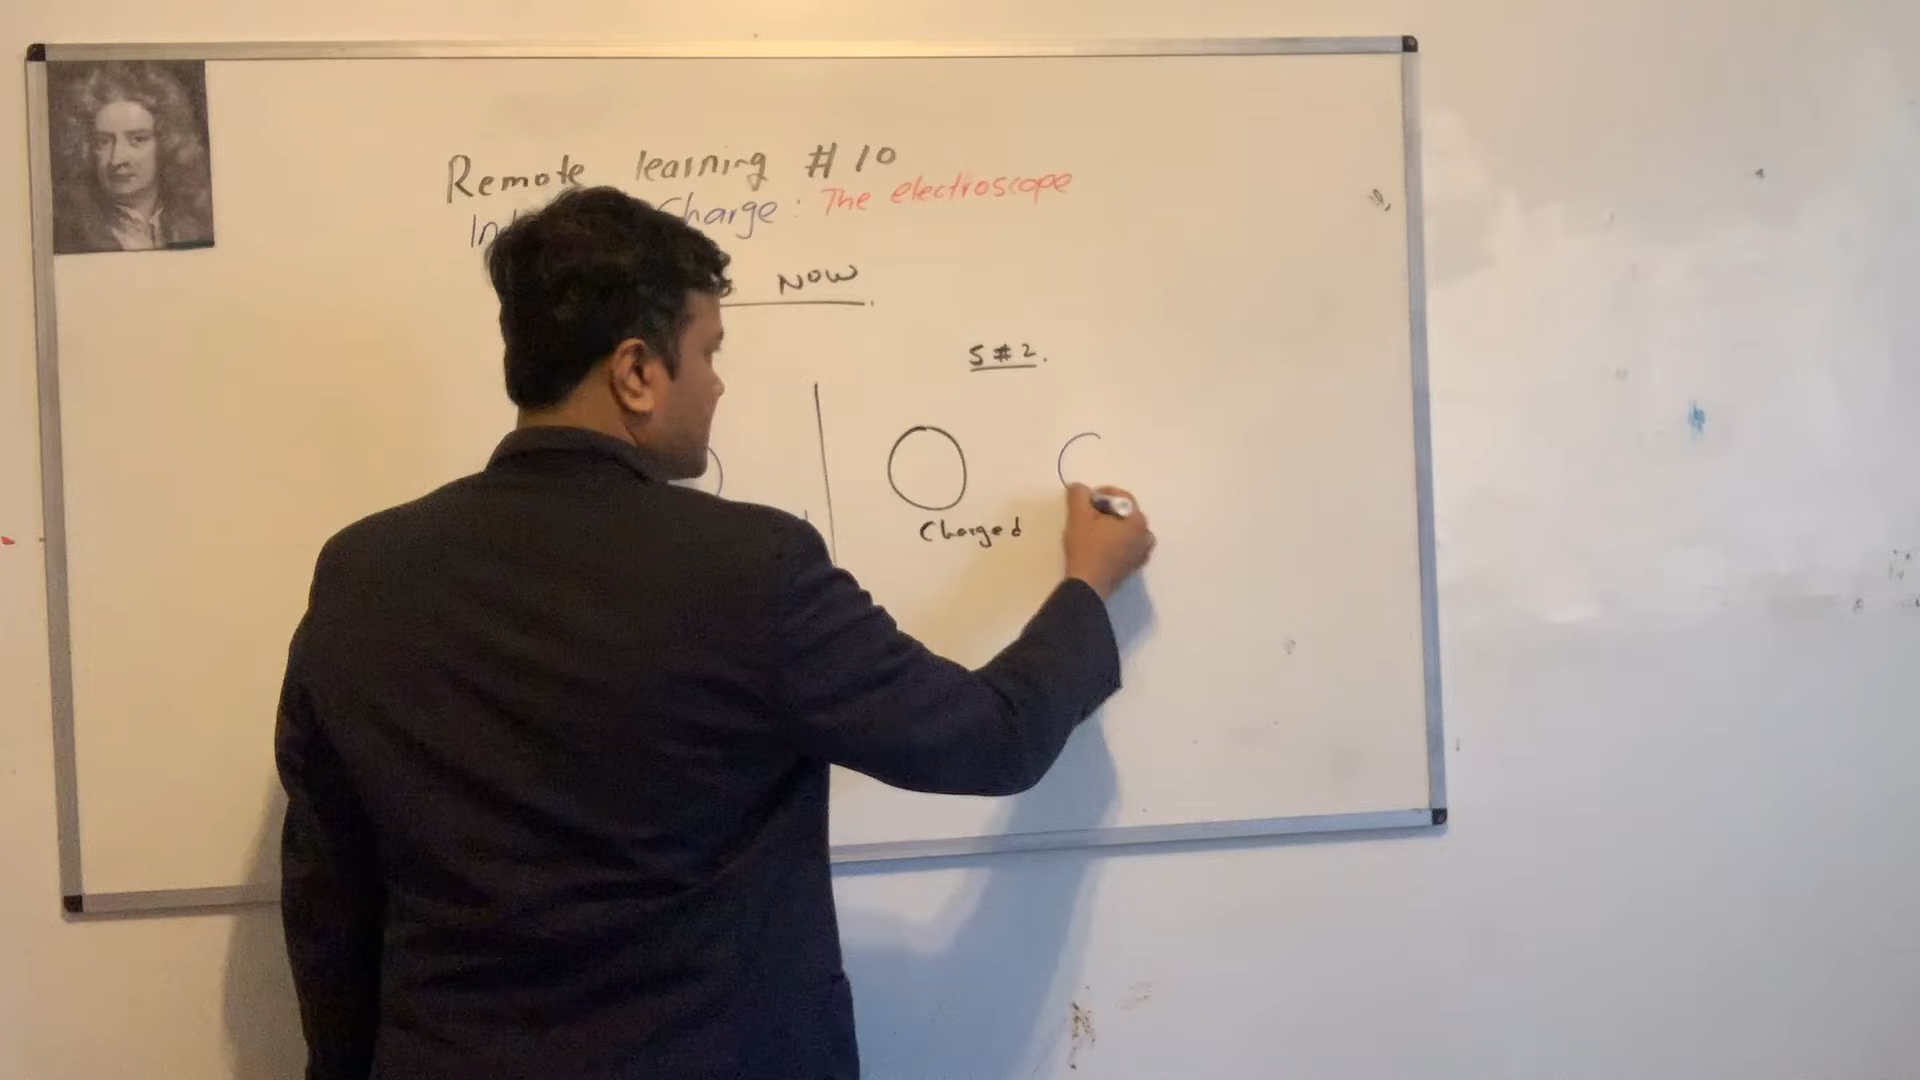 Remote learning #10
Charge: The electroscope
NOW
S#2.
Charged